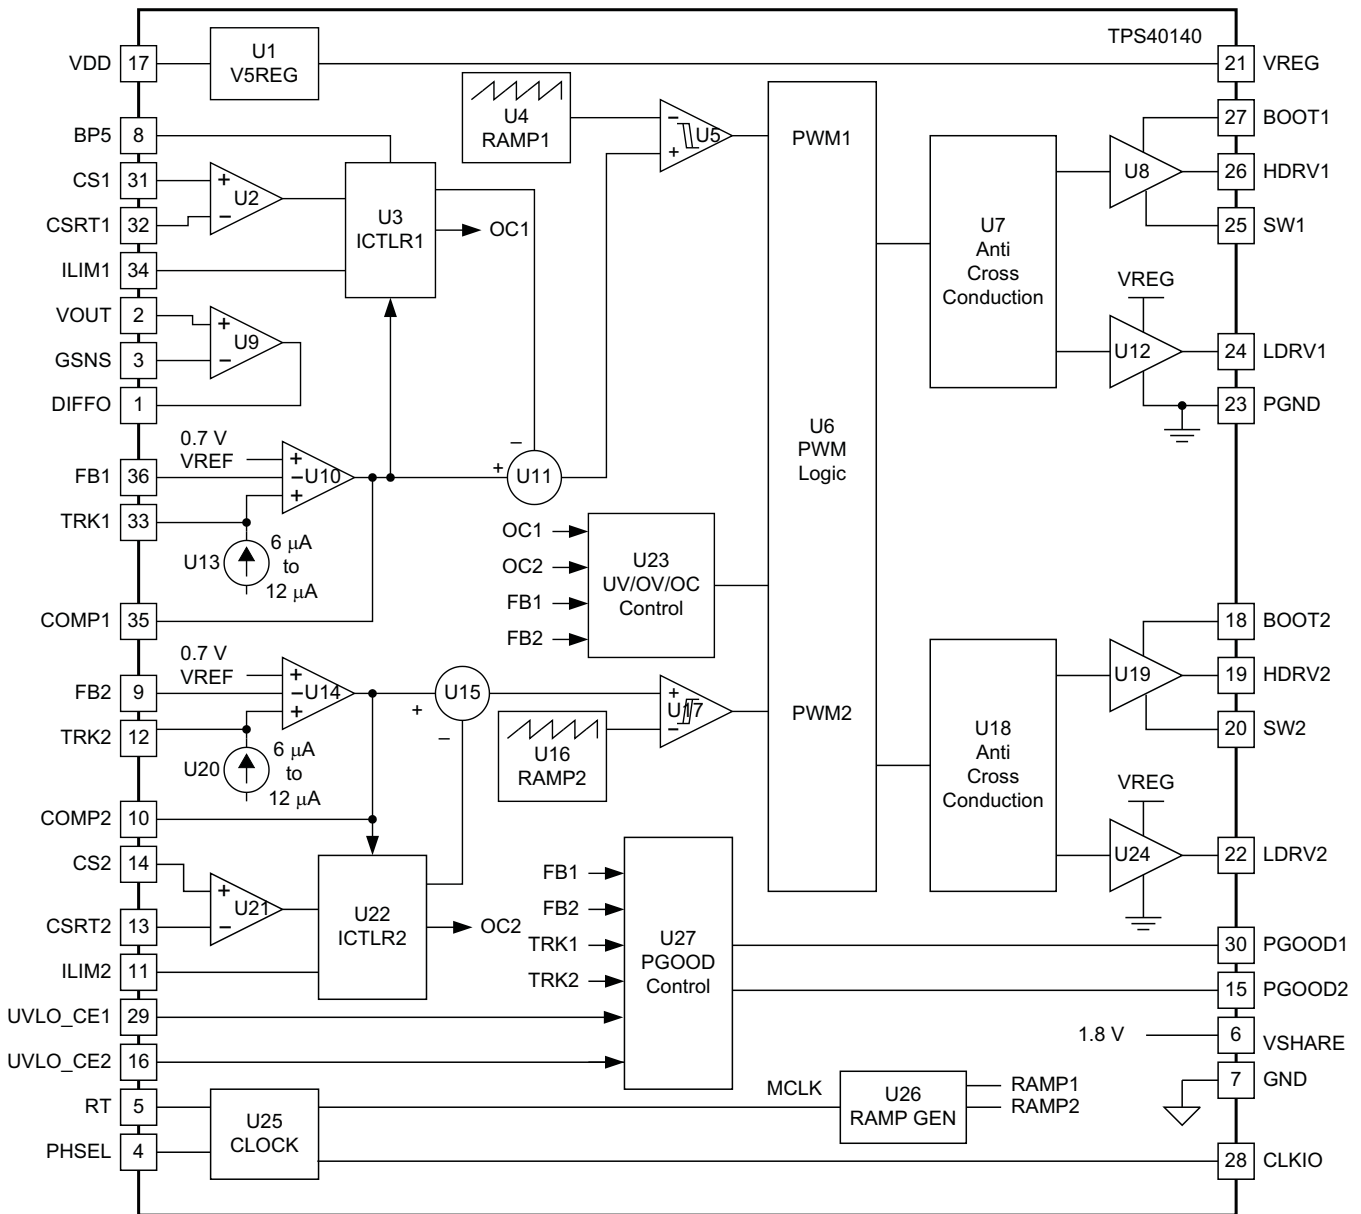 TPS40140
VDD 17
U1
V5REG
21 VREG
U4
RAMP1
− + U5
BP5 8
CS1 31
CSRT1 32
+ − U2
U3
ICTLR1
OC1
ILIM1 34
VOUT 2
GSNS 3
DIFFO 1
+ − U9
PWM1
U6
PWM
Logic
PWM2
U7
Anti
Cross
Conduction
U8
27 BOOT1
26 HDRV1
25 SW1
VREG
U12
24 LDRV1
23 PGND
0.7 V
VREF
FB1 36
TRK1 33
+ − + U10
− + U11
U13
6 μA
to
12 μA
COMP1 35
OC1
OC2
FB1
FB2
U23
UV/OV/OC
Control
0.7 V
VREF
FB2 9
TRK2 12
+ − + U14
+ − U15
+ − U17
U16
RAMP2
U20
6 μA
to
12 μA
COMP2 10
U18
Anti
Cross
Conduction
U19
18 BOOT2
19 HDRV2
20 SW2
VREG
U24
22 LDRV2
CS2 14
CSRT2 13
+ − U21
U22
ICTLR2
OC2
ILIM2 11
UVLO_CE1 29
UVLO_CE2 16
FB1
FB2
TRK1
TRK2
U27
PGOOD
Control
30 PGOOD1
15 PGOOD2
1.8 V
6 VSHARE
7 GND
RT 5
PHSEL 4
U25
CLOCK
MCLK
U26
RAMP GEN
RAMP1
RAMP2
28 CLKIO